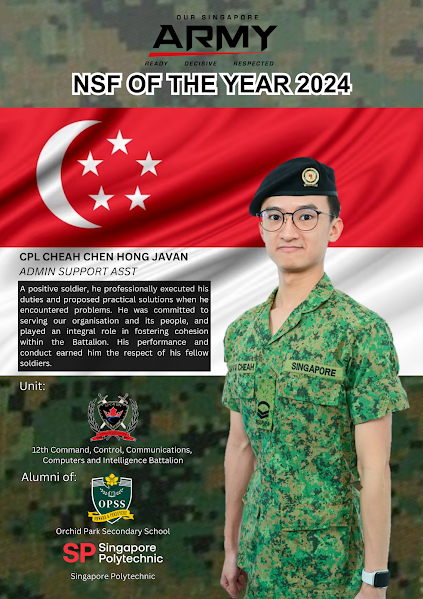 OUR SINGAPORE
ARMY
READY DECISIVE RESPECTED
NSF OF THE YEAR 2024
CPL CHEAH CHEN HONG JAVAN
ADMIN SUPPORT ASST
A positive soldier, he professionally executed his
duties and proposed practical solutions when he
encountered problems. He was committed to
serving our organisation and its people, and
played an integral role in fostering cohesion
within the Battalion. His performance and
conduct earned him the respect of his fellow
soldiers.
CHEAH
SINGAPORE
Unit:
12th Command, Control, Communications,
Computers and Intelligence Battalion
Alumni of:
OPSS
Orchid Park Secondary School
SP Singapore
Polytechnic
Singapore Polytechnic